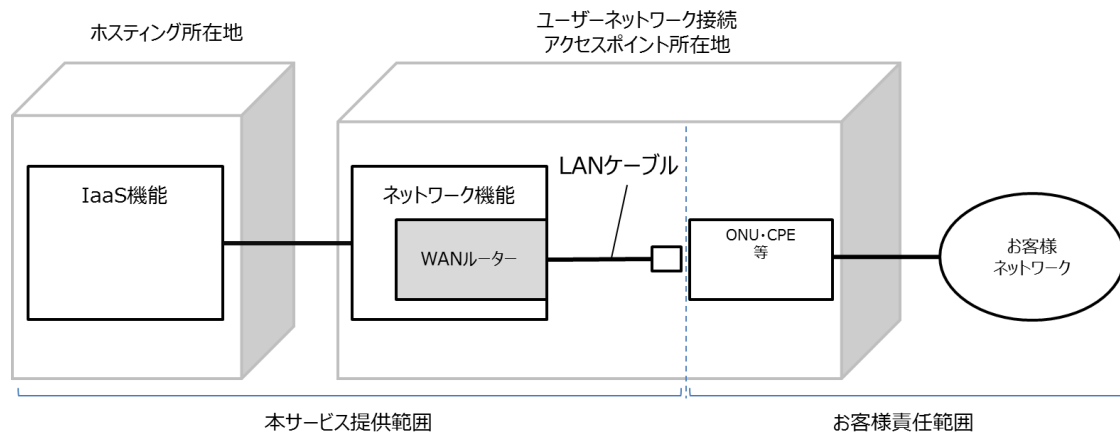 ホスティング所在地
ユーザーネットワーク接続
アクセスポイント所在地
IaaS機能
ネットワーク機能
WANルーター
LANケーブル
ONU・CPE
等
お客様
ネットワーク
本サービス提供範囲
お客様責任範囲